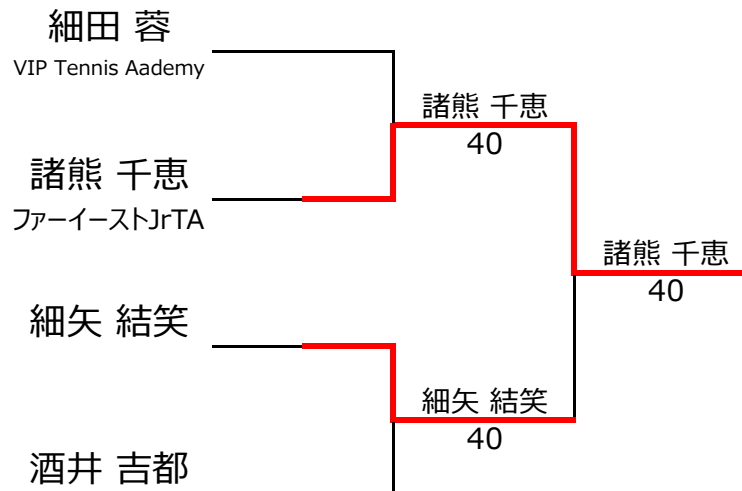 細田 蓉
VIP Tennis Aademy
諸熊 千恵
40
諸熊 千恵
ファーイーストJrTA
諸熊 千恵
40
細矢 結笑
細矢 結笑
40
酒井 吉都